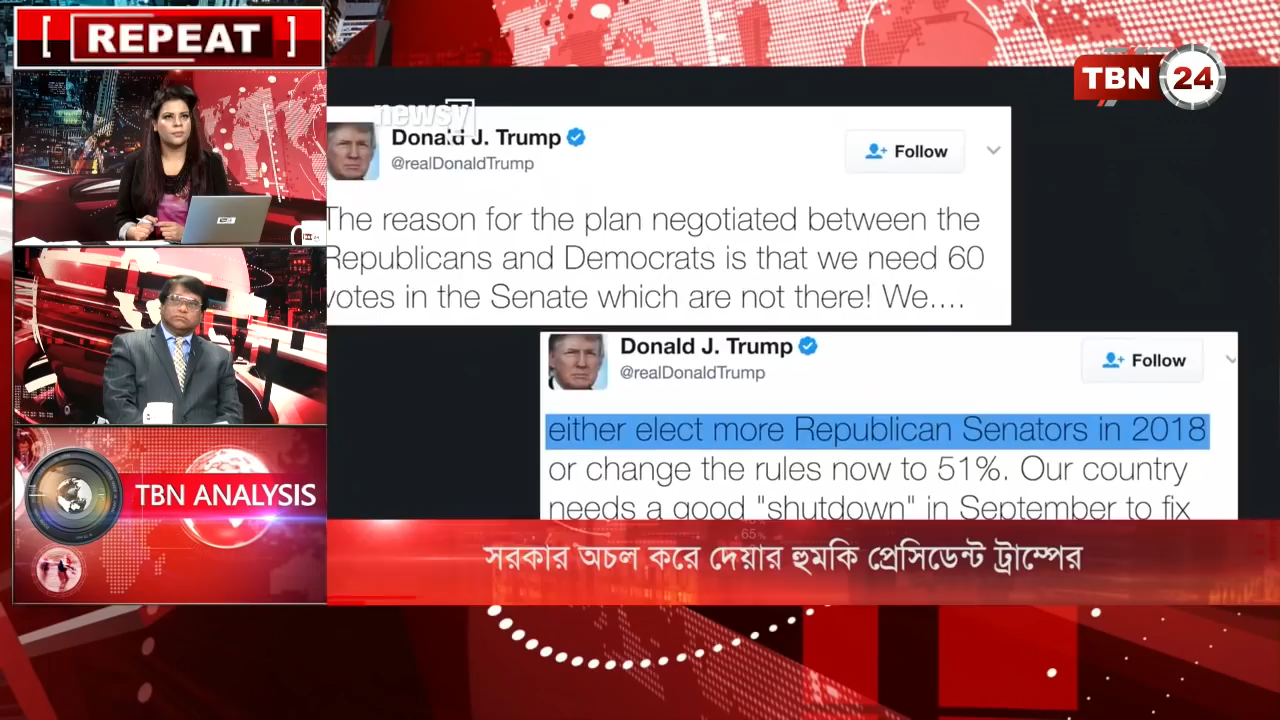 [ REPEAT ]
TBN 24
newsy
Donald J. Trump
@realDonaldTrump
Follow
The reason for the plan negotiated between the
Republicans and Democrats is that we need 60
votes in the Senate which are not there! We....
Donald J. Trump
@realDonaldTrump
Follow
either elect more Republican Senators in 2018
or change the rules now to 51%. Our country
needs a good "shutdown" in September to fix
TBN ANALYSIS
65%
সরকার অচল করে দেয়ার হুমকি প্রেসিডেন্ট ট্রাম্পের